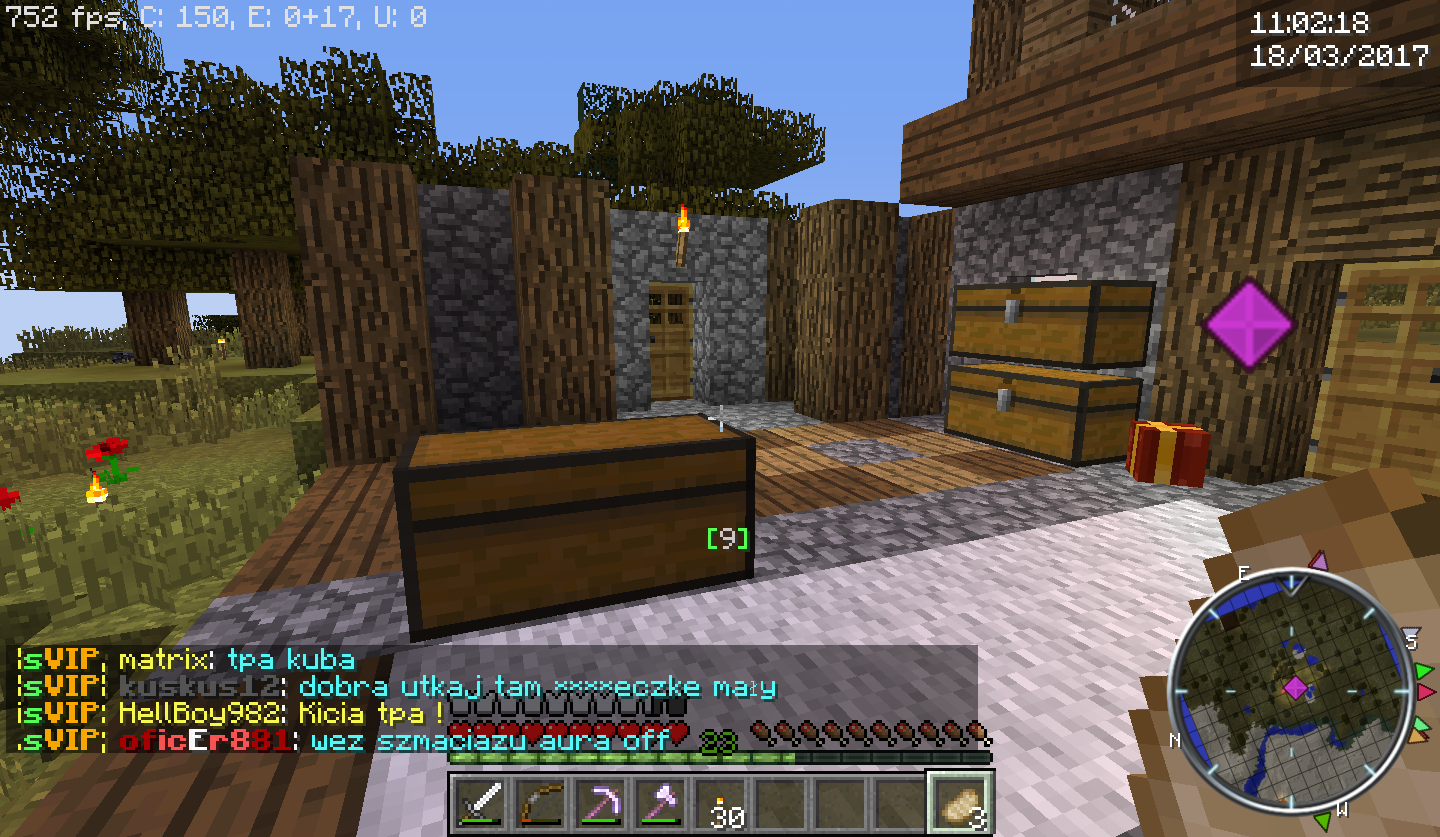 752 fps, C: 150, E: 0+17, U: 0
11:02:18
18/03/2017
[9]
E
S
N
W
|sVIP| matrix: tpa kuba
|sVIP| kuskus12: dobra utkaj tam xxxxeczke mały
|sVIP: HellBoy982: Kicia tpa !
sVIP: oficEr881: wez szmaciazu aura off
28
30
3